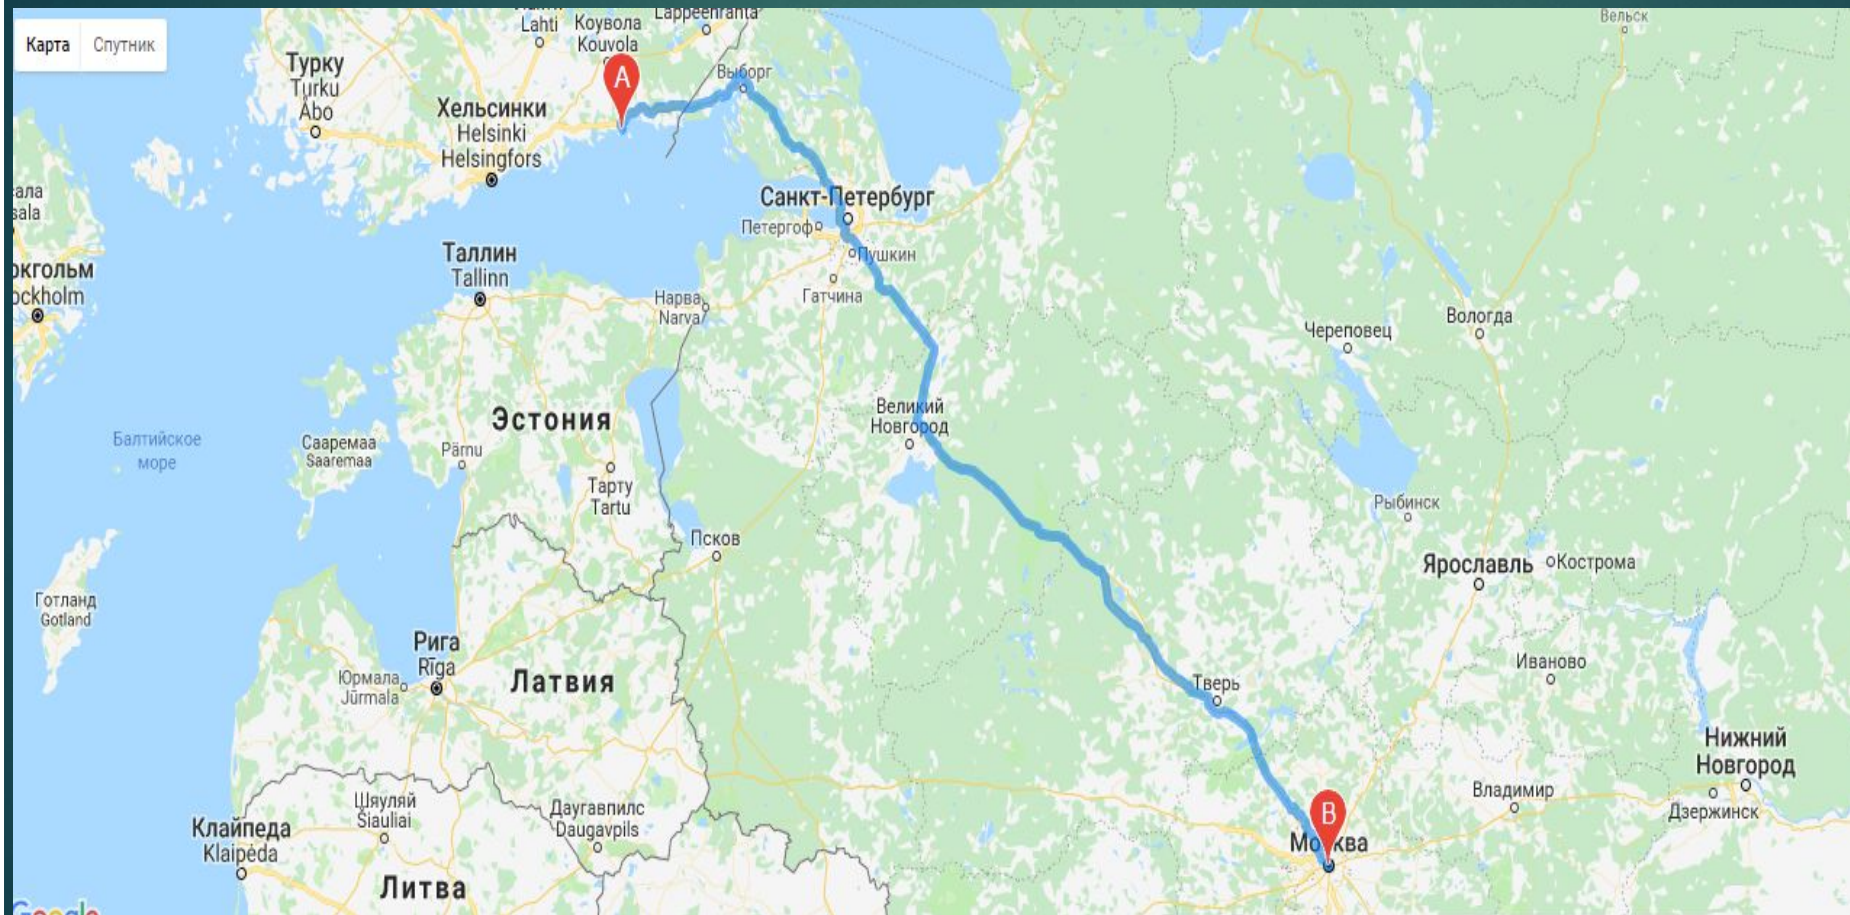 Карта
Спутник
Lahti
Коувола
Kouvola
Lappeenranta
Вельск
Турку
Turku
Åbo
Хельсинки
Helsinki
Helsingfors
Выборг
A
Санкт-Петербург
Петергоф
Пушкин
Гатчина
Таллин
Tallinn
Нарва
Narva
Вологда
Череповец
Великий
Новгород
Эстония
Балтийское
море
Сааремаа
Saaremaa
Pärnu
Тарту
Tartu
Рыбинск
Псков
Ярославль
Кострома
Готланд
Gotland
Рига
Rīga
Юрмала
Jūrmala
Латвия
Иваново
Тверь
Нижний
Новгород
Владимир
Дзержинск
Шяуляй
Šiauliai
Даугавпилс
Daugavpils
Клайпеда
Klaipėda
B
Москва
Литва
Google